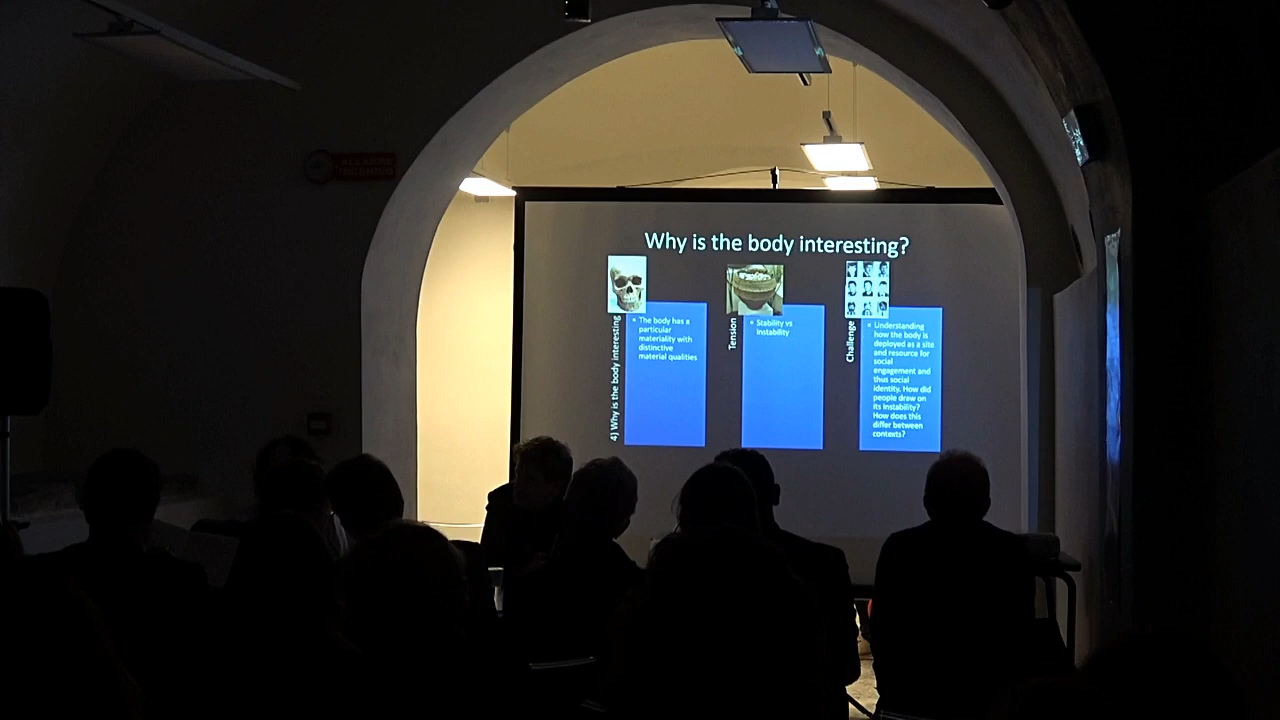 ALLARME
INCENDIO
Why is the body interesting?
4) Why is the body interesting
• The body has a
particular
materiality with
distinctive
material qualities
Tension
• Stability vs
instability
Challenge
• Understanding
how the body is
deployed as a site
and resource for
social
engagement and
thus social
identity. How did
people draw on
its instability?
How does this
differ between
contexts?